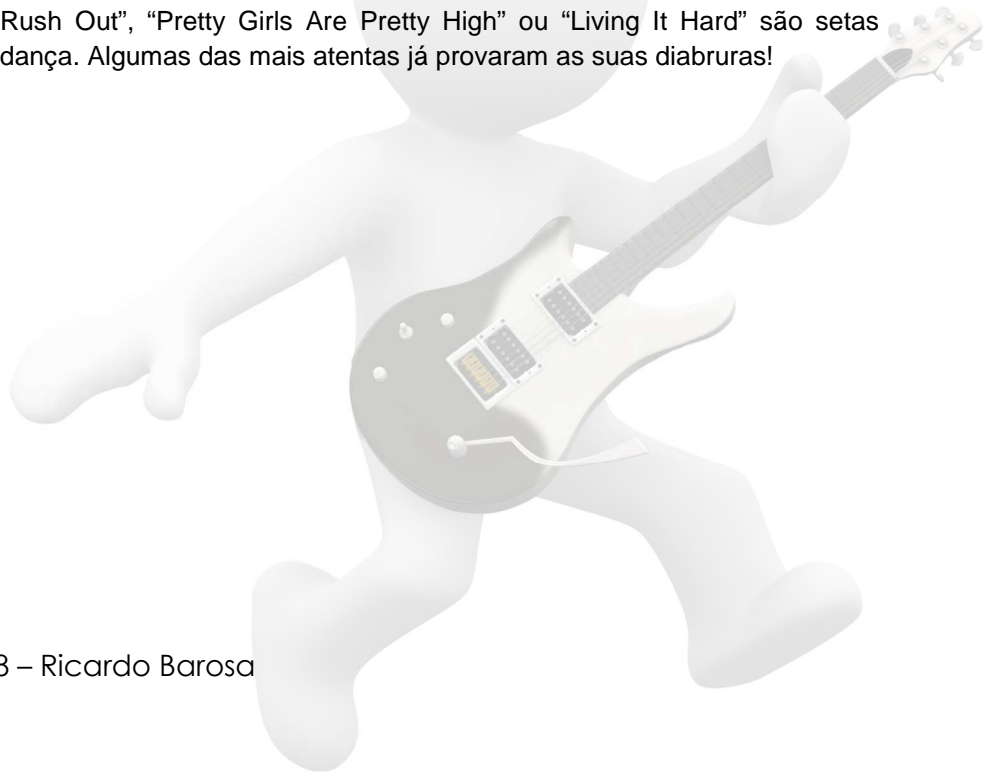 Rush Out”, “Pretty Girls Are Pretty High” ou “Living It Hard” são setas
dança. Algumas das mais atentas já provaram as suas diabruras!
– Ricardo Barosa